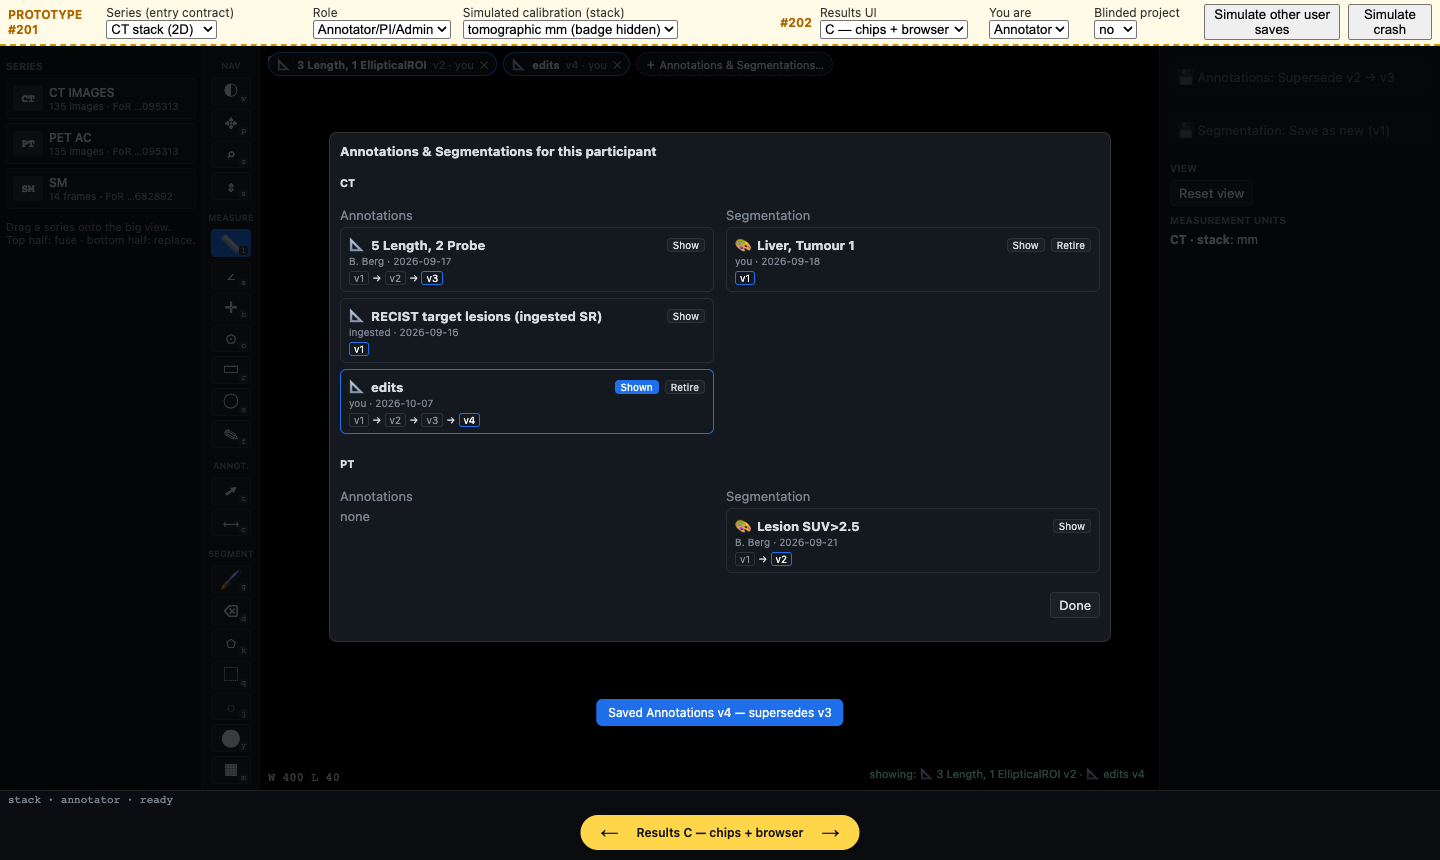 PROTOTYPE #201
Series (entry contract)
CT stack (2D)
Role
Annotator/PI/Admin
Simulated calibration (stack)
tomographic mm (badge hidden)
#202
Results UI
C — chips + browser
You are
Annotator
Blinded project
no
Simulate other user saves
Simulate crash
SERIES
CT
CT IMAGES
135 images · FoR …095313
PT
PET AC
135 images · FoR …095313
SM
SM
14 frames · FoR …682892
Drag a series onto the big view.
Top half: fuse · bottom half: replace.
NAV
MEASURE
ANNOT.
SEGMENT
3 Length, 1 EllipticalROI v2 · you ✕
edits v4 · you ✕
+ Annotations & Segmentations…
Annotations & Segmentations for this participant
CT
Annotations
5 Length, 2 Probe
Show
B. Berg · 2026-09-17
v1 → v2 → v3
RECIST target lesions (ingested SR)
Show
ingested · 2026-09-16
v1
edits
Shown
Retire
you · 2026-10-07
v1 → v2 → v3 → v4
Segmentation
Liver, Tumour 1
Show
Retire
you · 2026-09-18
v1
PT
Annotations
none
Segmentation
Lesion SUV>2.5
Show
B. Berg · 2026-09-21
v1 → v2
Done
Saved Annotations v4 — supersedes v3
W 400 L 40
showing: 3 Length, 1 EllipticalROI v2 · edits v4
Annotations: Supersede v2 → v3
Segmentation: Save as new (v1)
VIEW
Reset view
MEASUREMENT UNITS
CT · stack: mm
stack · annotator · ready
← Results C — chips + browser →